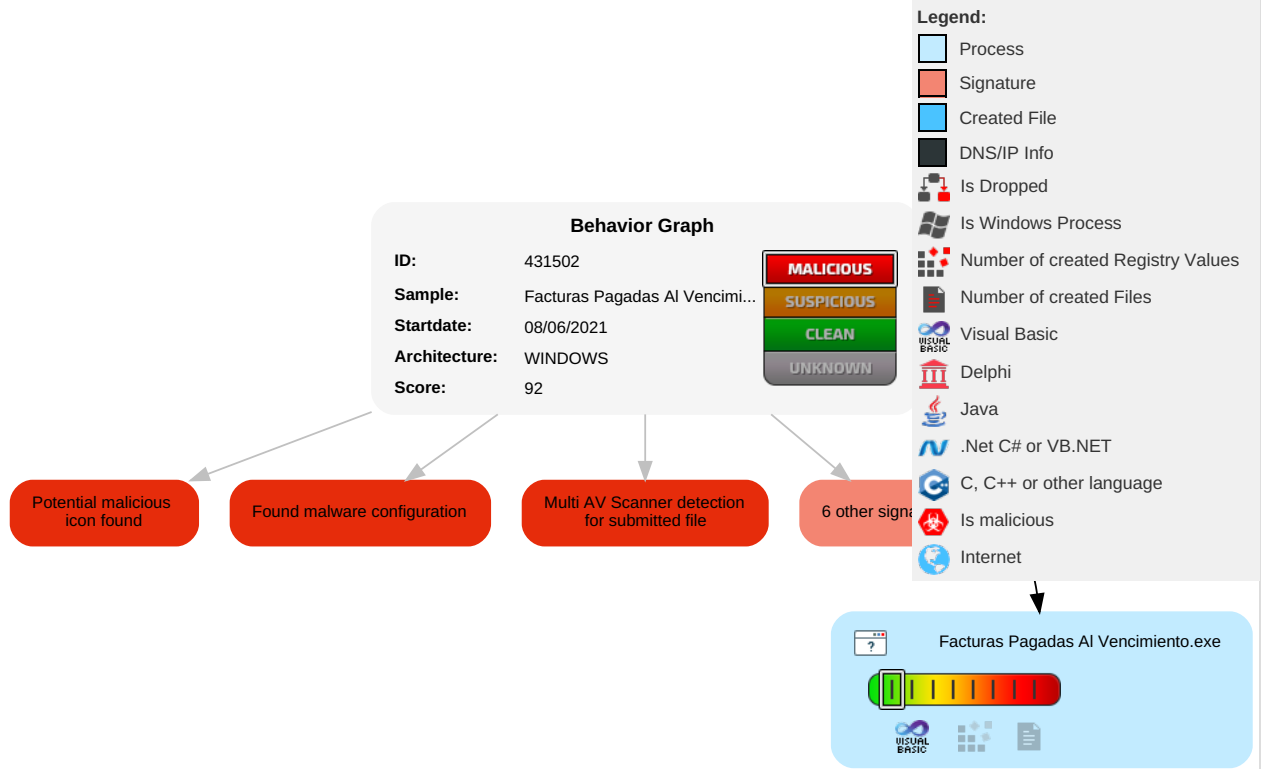 Legend:
Process
Signature
Created File
DNS/IP Info
Is Dropped
Is Windows Process
Number of created Registry Values
Number of created Files
VISUAL
BASIC
Visual Basic
Delphi
Java
.Net C# or VB.NET
C, C++ or other language
Is malicious
Internet
Behavior Graph
ID: 431502
Sample: Facturas Pagadas Al Vencimi...
Startdate: 08/06/2021
Architecture: WINDOWS
Score: 92
MALICIOUS
SUSPICIOUS
CLEAN
UNKNOWN
Potential malicious
icon found
Found malware configuration
Multi AV Scanner detection
for submitted file
6 other signa
Facturas Pagadas Al Vencimiento.exe
?
VISUAL
BASIC